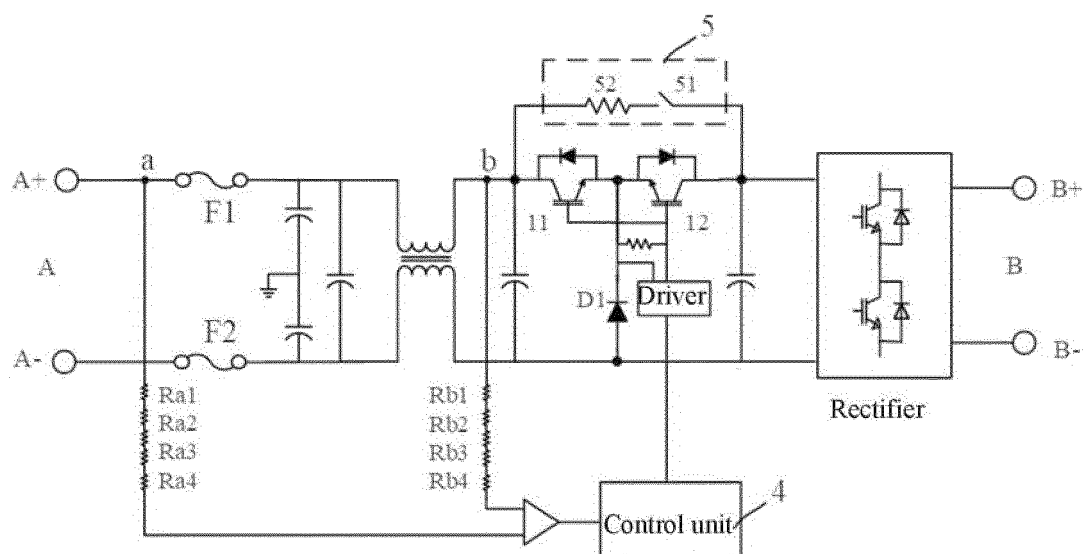 5
52
51
a
b
A+
F1
11
12
B+
A
D1
Driver
B
F2
A-
B-
Ra1
Ra2
Ra3
Ra4
Rb1
Rb2
Rb3
Rb4
Rectifier
4
Control unit